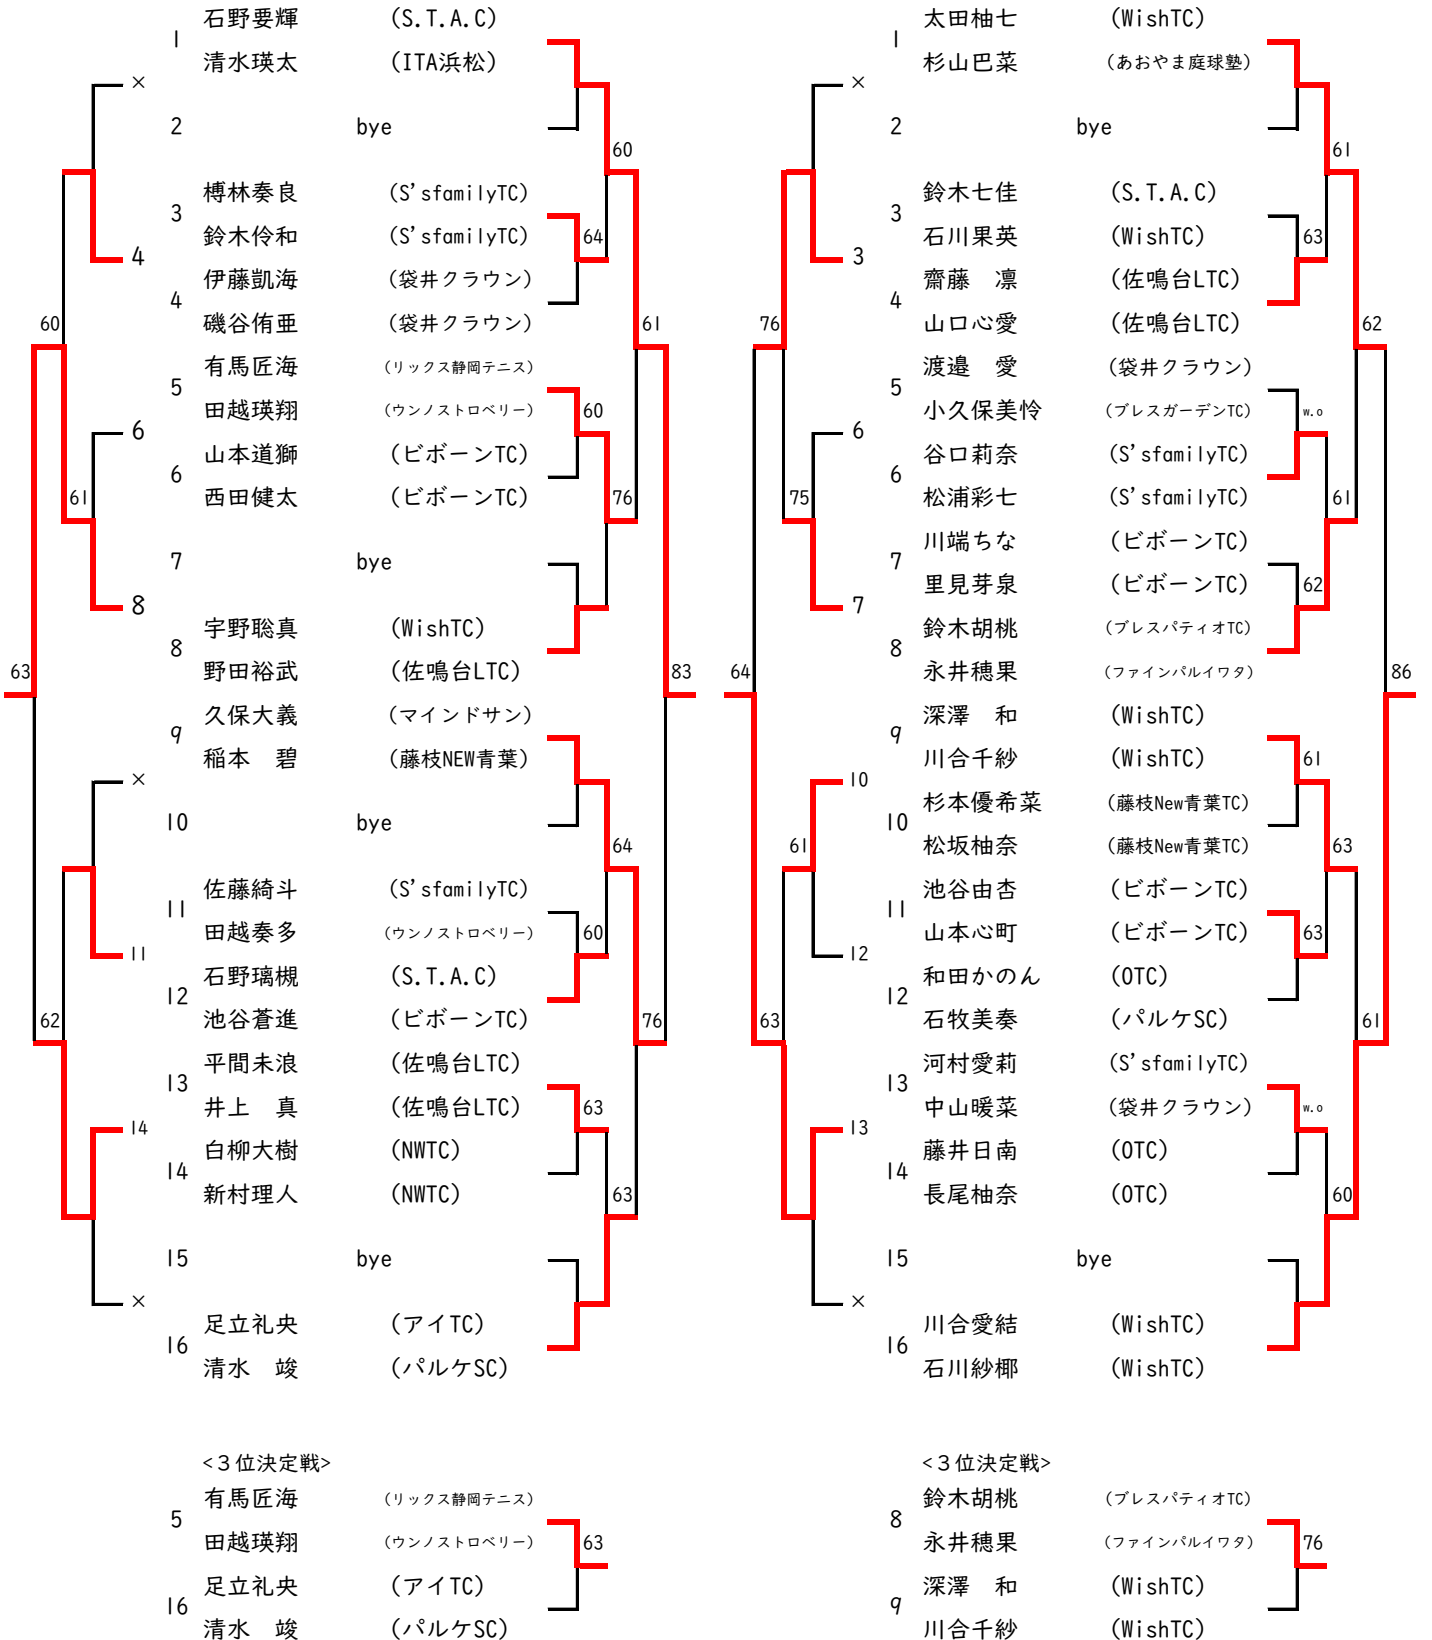 石野要輝 (S.T.A.C)
1
清水瑛太 (ITA浜松)
×
2 bye
60
榑林奏良 (S'sfamilyTC)
3
鈴木伶和 (S'sfamilyTC) 64
4
伊藤凱海 (袋井クラウン)
4
60 磯谷侑亜 (袋井クラウン) 61
有馬匠海 (リックス静岡テニス)
5
田越瑛翔 (ウンノストロベリー) 60
6
山本道獅 (ビボーンTC)
6
61 西田健太 (ビボーンTC) 76
7 bye
8
宇野聡真 (WishTC)
8
63 野田裕武 (佐鳴台LTC) 83
久保大義 (マインドサン)
9
稲本 碧 (藤枝NEW青葉)
×
10 bye
64
佐藤綺斗 (S'sfamilyTC)
11
田越奏多 (ウンノストロベリー) 60
11
石野璃槻 (S.T.A.C)
12
62 池谷蒼進 (ビボーンTC) 76
平間未浪 (佐鳴台LTC)
13
井上 真 (佐鳴台LTC) 63
14
白柳大樹 (NWTC)
14
新村理人 (NWTC) 63
15 bye
×
足立礼央 (アイTC)
16
清水 竣 (パルケSC)
<3位決定戦>
有馬匠海 (リックス静岡テニス)
5
田越瑛翔 (ウンノストロベリー) 63
足立礼央 (アイTC)
16
清水 竣 (パルケSC)
太田柚七 (WishTC)
1
杉山巴菜 (あおやま庭球塾)
×
2 bye
61
鈴木七佳 (S.T.A.C)
3
石川果英 (WishTC) 63
3
齋藤 凛 (佐鳴台LTC)
4
76 山口心愛 (佐鳴台LTC) 62
渡邉 愛 (袋井クラウン)
5
小久保美怜 (ブレスガーデンTC) w.o
6
谷口莉奈 (S'sfamilyTC)
6
75 松浦彩七 (S'sfamilyTC) 61
川端ちな (ビボーンTC)
7
里見芽泉 (ビボーンTC) 62
7
鈴木胡桃 (ブレスパティオTC)
8
64 永井穂果 (ファインパルイワタ) 86
深澤 和 (WishTC)
9
川合千紗 (WishTC) 61
10
杉本優希菜 (藤枝New青葉TC)
10
61 松坂柚奈 (藤枝New青葉TC) 63
池谷由杏 (ビボーンTC)
11
山本心町 (ビボーンTC) 63
12
和田かのん (OTC)
12
63 石牧美奏 (パルケSC) 61
河村愛莉 (S'sfamilyTC)
13
中山暖菜 (袋井クラウン) w.o
13
藤井日南 (OTC)
14
長尾柚奈 (OTC) 60
15 bye
×
川合愛結 (WishTC)
16
石川紗椰 (WishTC)
<3位決定戦>
鈴木胡桃 (ブレスパティオTC)
8
永井穂果 (ファインパルイワタ) 76
深澤 和 (WishTC)
9
川合千紗 (WishTC)